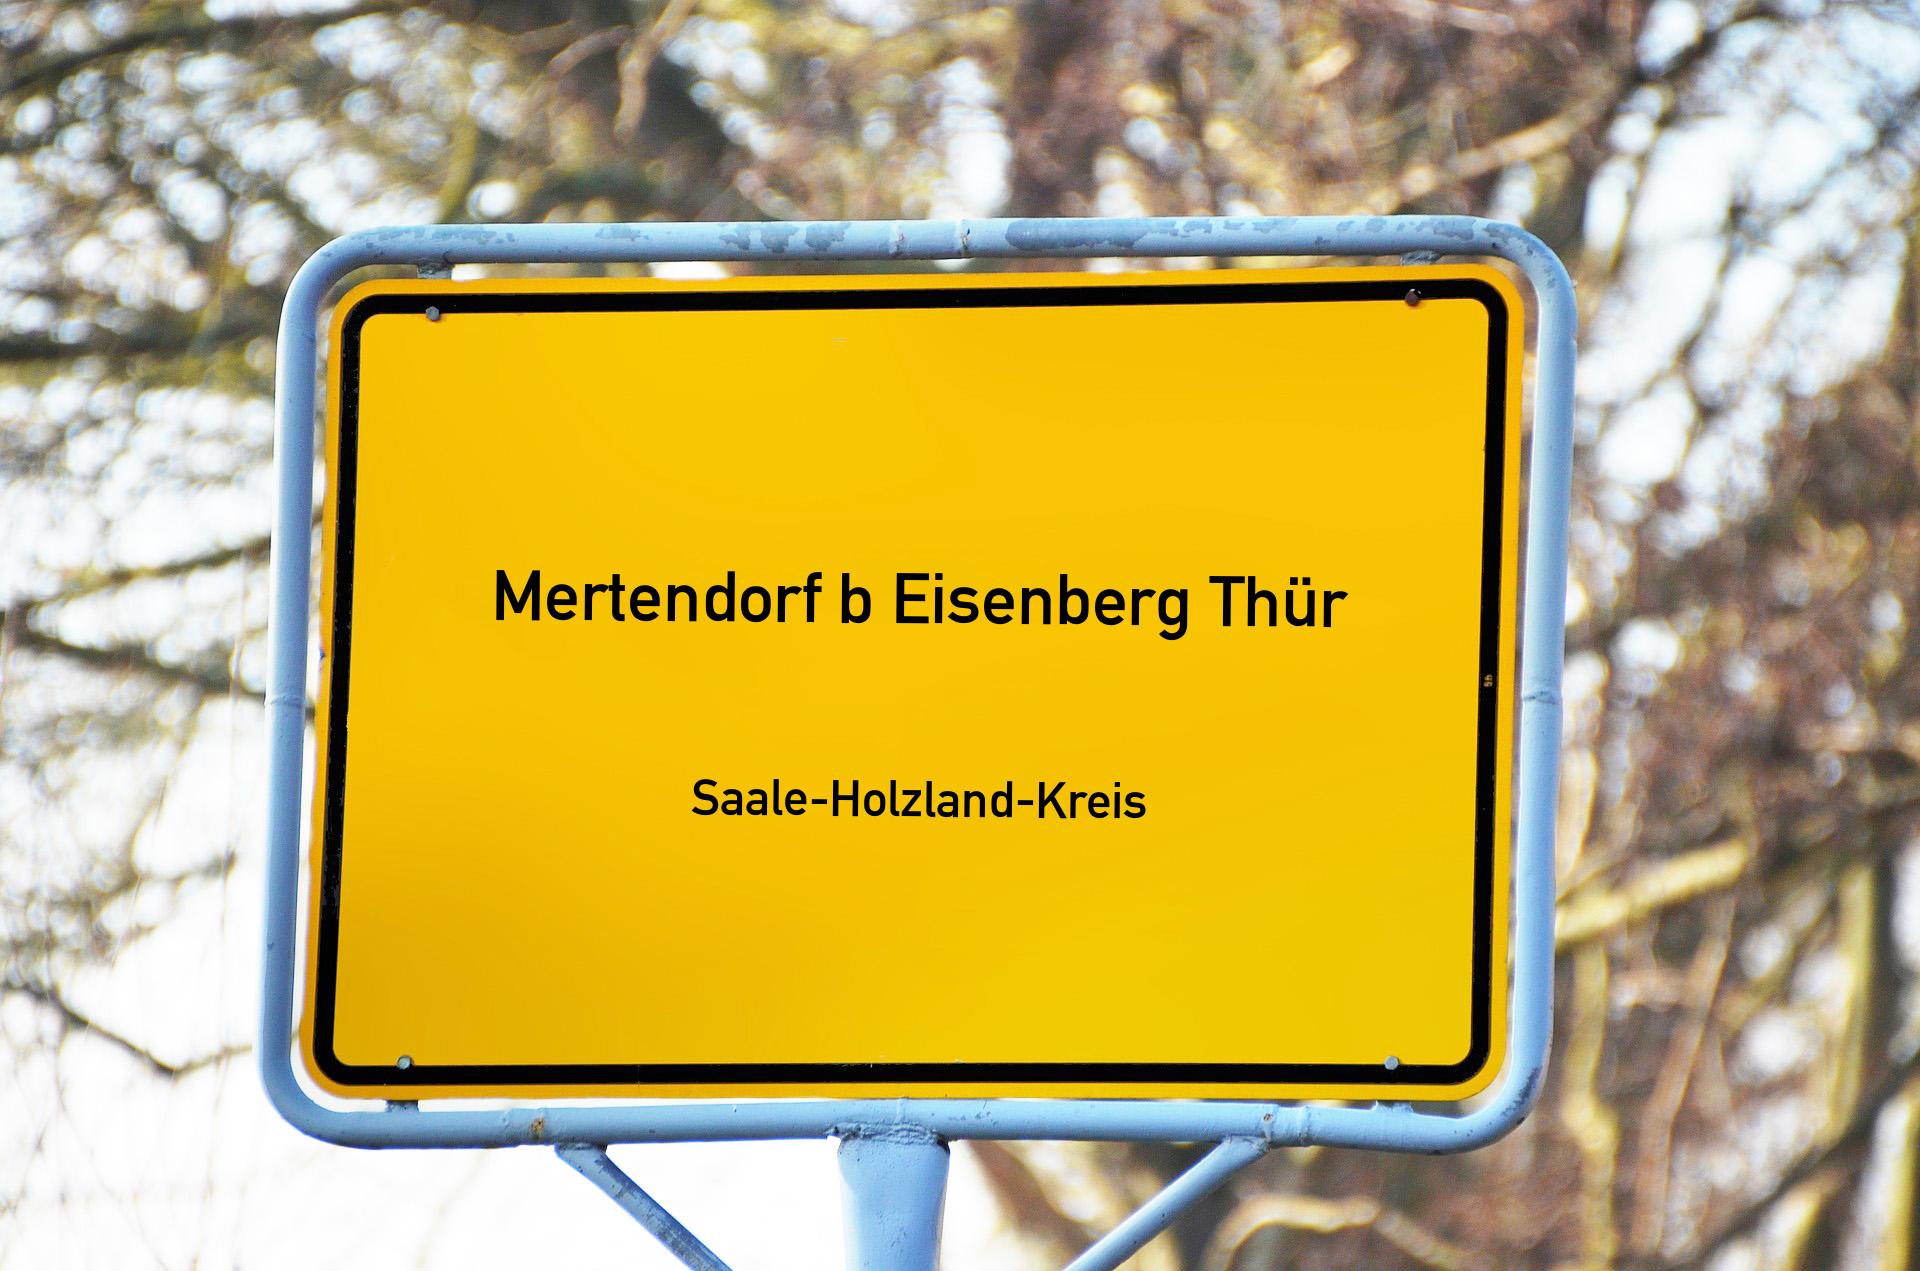 Mertendorf b Eisenberg Thür
Saale-Holzland-Kreis